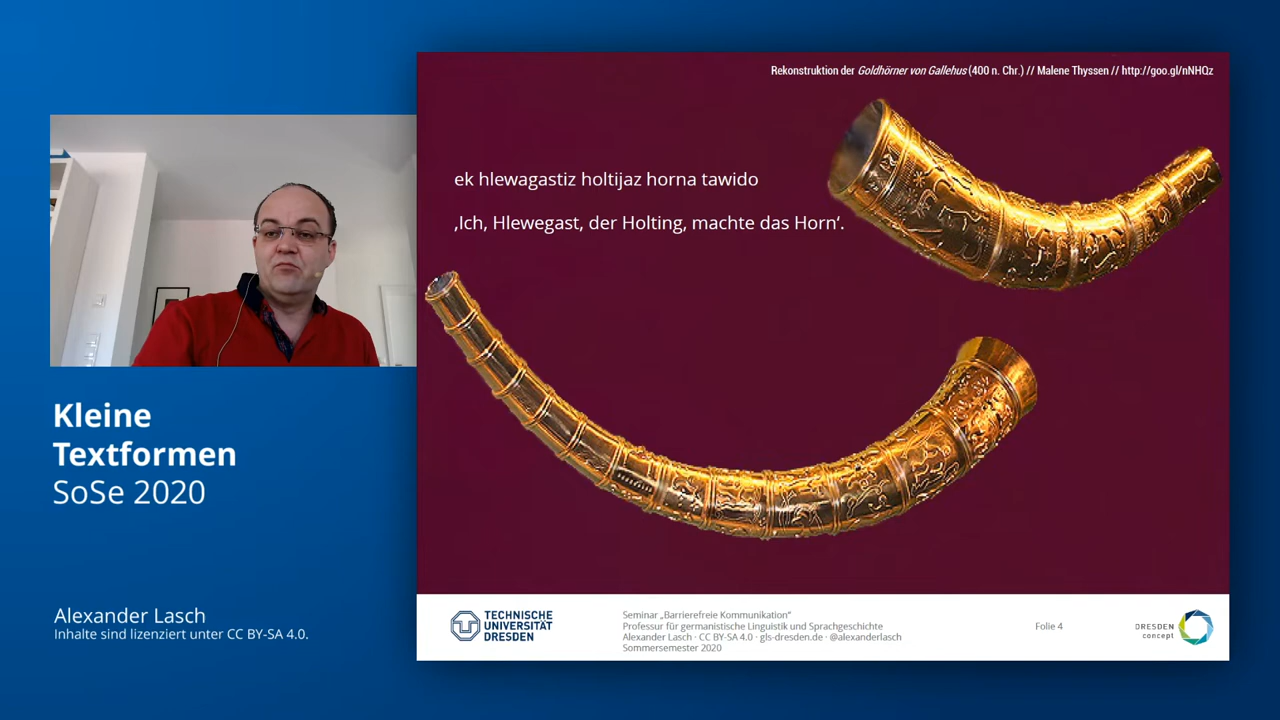 Rekonstruktion der Goldhörner von Gallehus (400 n. Chr.) // Malene Thyssen // http://goo.gl/nNHQz
ek hlewagastiz holtijaz horna tawido
‚Ich, Hlewegast, der Holting, machte das Horn‘.
Kleine
Textformen
SoSe 2020
Alexander Lasch
Inhalte sind lizenziert unter CC BY-SA 4.0.
TECHNISCHE
UNIVERSITÄT
DRESDEN
Seminar „Barrierefreie Kommunikation“
Professur für germanistische Linguistik und Sprachgeschichte
Alexander Lasch · CC BY-SA 4.0 · gls-dresden.de · @alexanderlasch
Sommersemester 2020
Folie 4
DRESDEN
concept